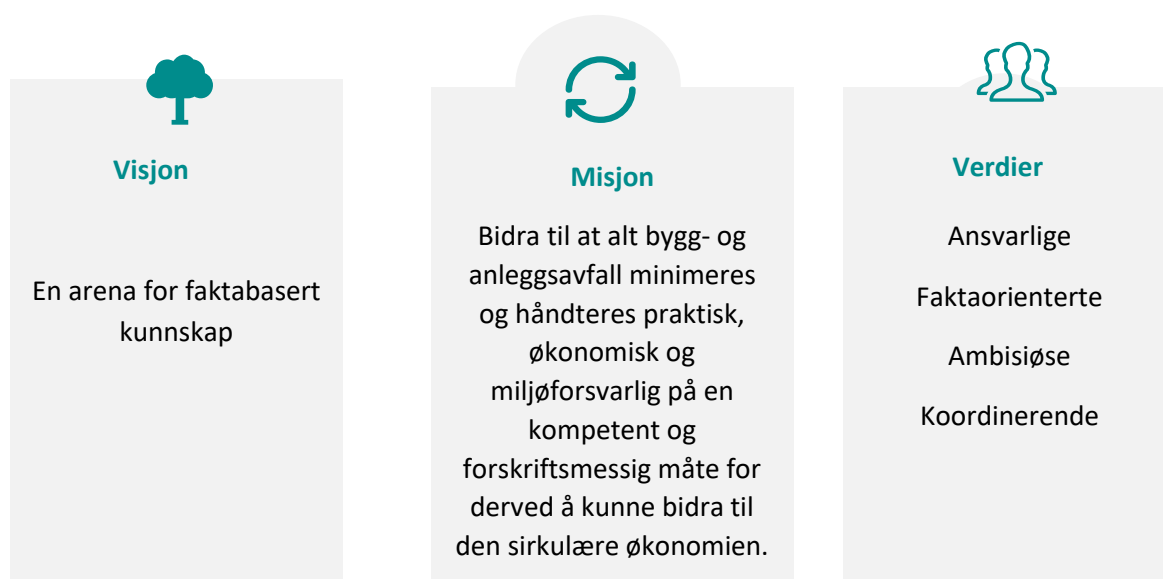 Visjon
En arena for faktabasert
kunnskap
Misjon
Bidra til at alt bygg- og
anleggsavfall minimeres
og håndteres praktisk,
økonomisk og
miljøforsvarlig på en
kompetent og
forskriftsmessig måte for
derved å kunne bidra til
den sirkulære økonomien.
Verdier
Ansvarlige
Faktaorienterte
Ambisiøse
Koordinerende